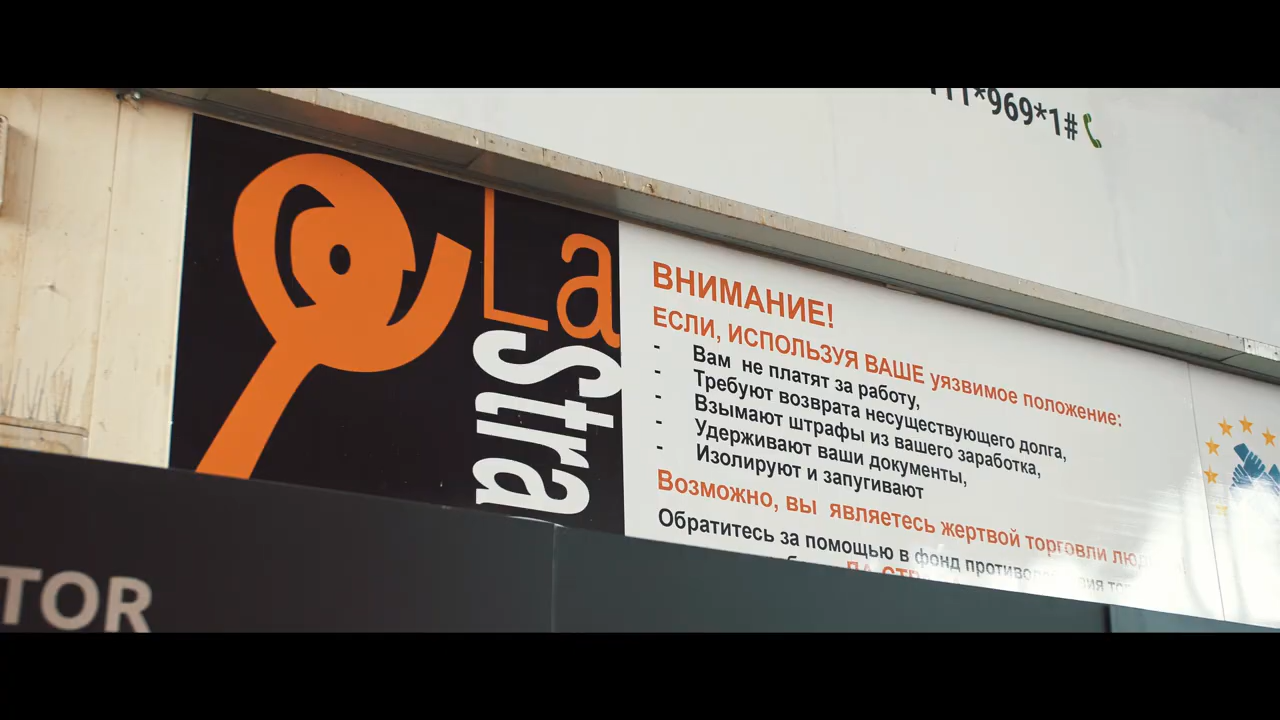 *969*1#
La
Stra
ВНИМАНИЕ!
ЕСЛИ, ИСПОЛЬЗУЯ ВАШЕ уязвимое положение:
- Вам не платят за работу,
- Требуют возврата несуществующего долга,
- Взымают штрафы из вашего заработка,
- Удерживают ваши документы,
- Изолируют и запугивают
Возможно, вы являетесь жертвой торговли
Обратитесь за помощью в фонд
TOR